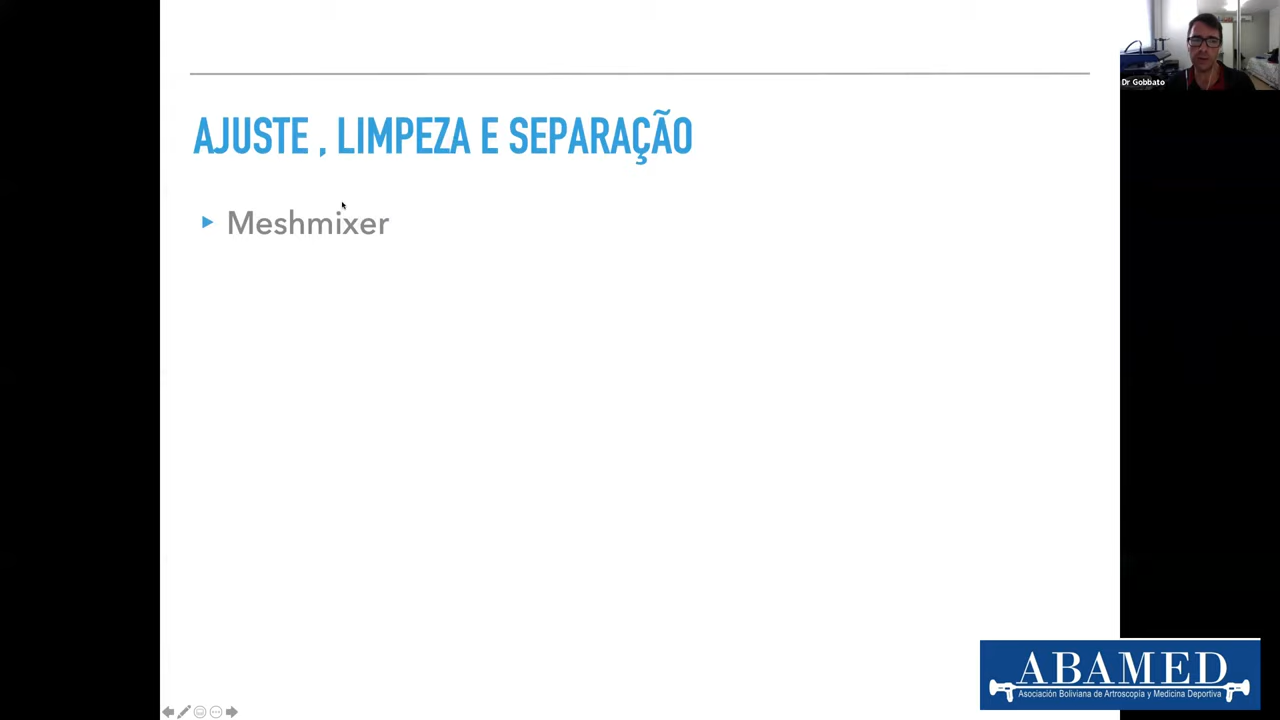 Dr Gobbato
AJUSTE , LIMPEZA E SEPARAÇÃO
Meshmixer
ABAMED
Asociación Boliviana de Artroscopía y Medicina Deportiva